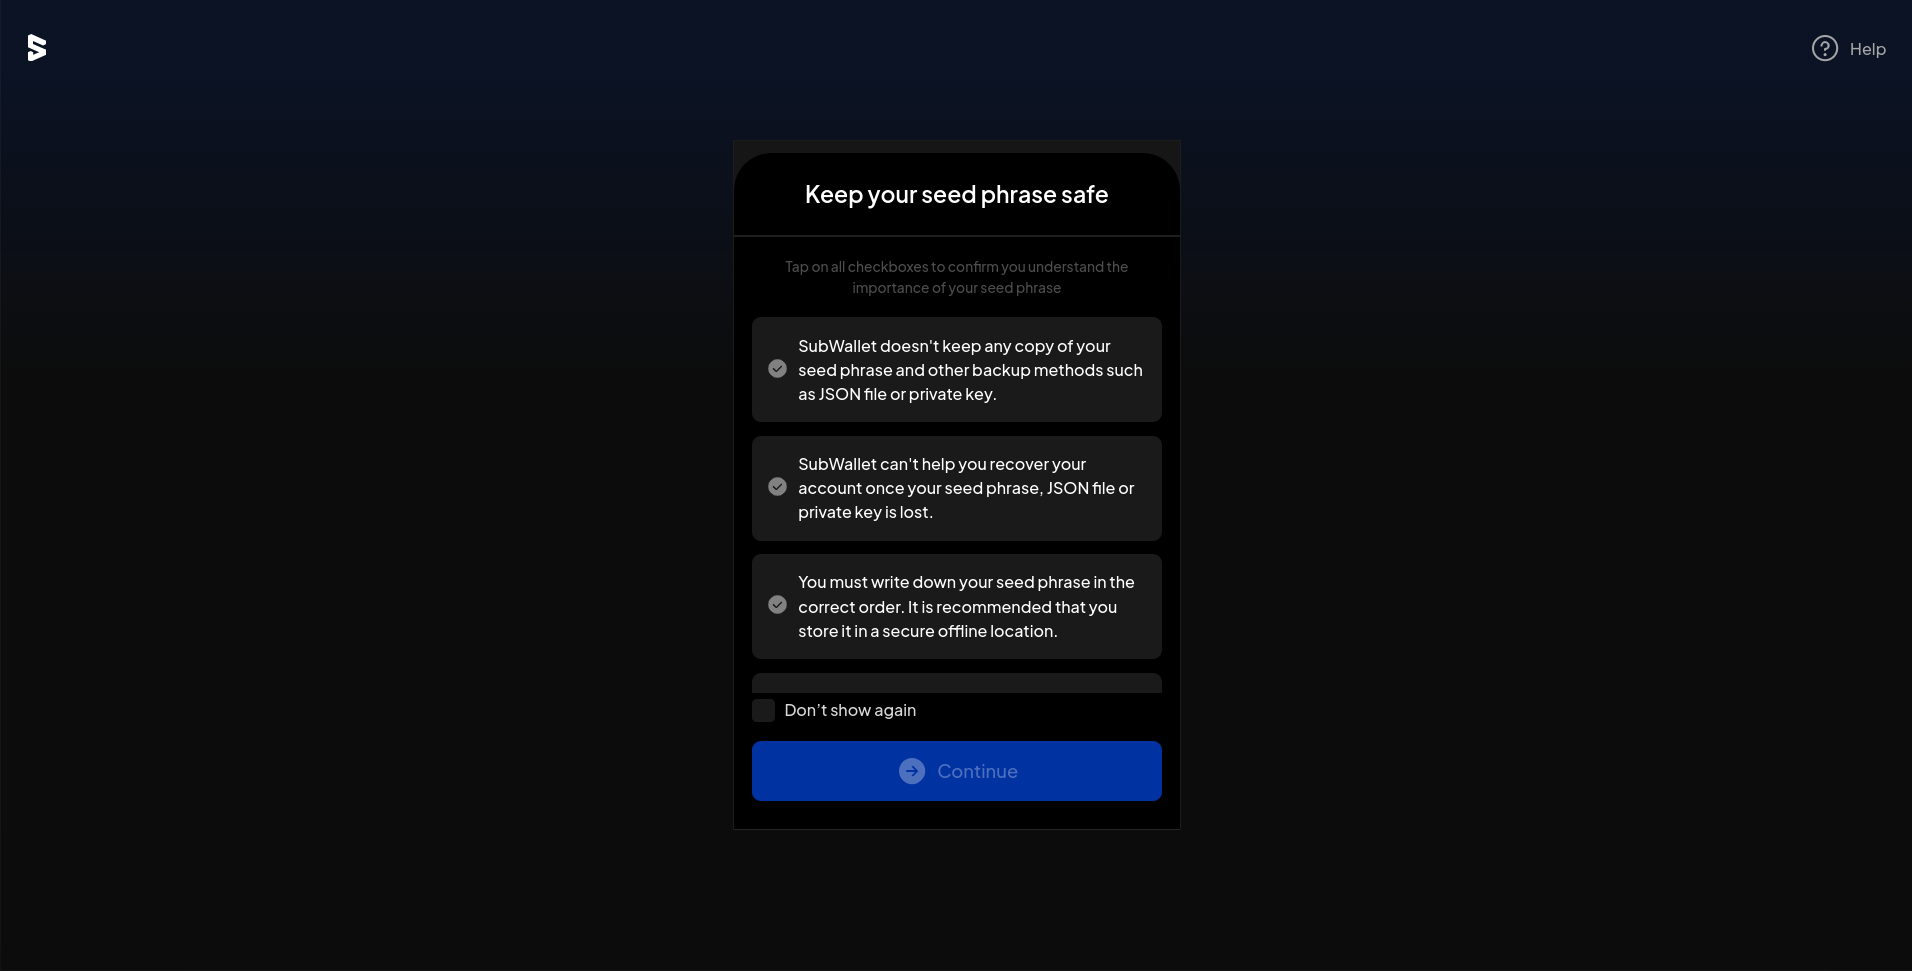 Help
Keep your seed phrase safe
Tap on all checkboxes to confirm you understand the
importance of your seed phrase
SubWallet doesn't keep any copy of your
seed phrase and other backup methods such
as JSON file or private key.
SubWallet can't help you recover your
account once your seed phrase, JSON file or
private key is lost.
You must write down your seed phrase in the
correct order. It is recommended that you
store it in a secure offline location.
Don’t show again
Continue